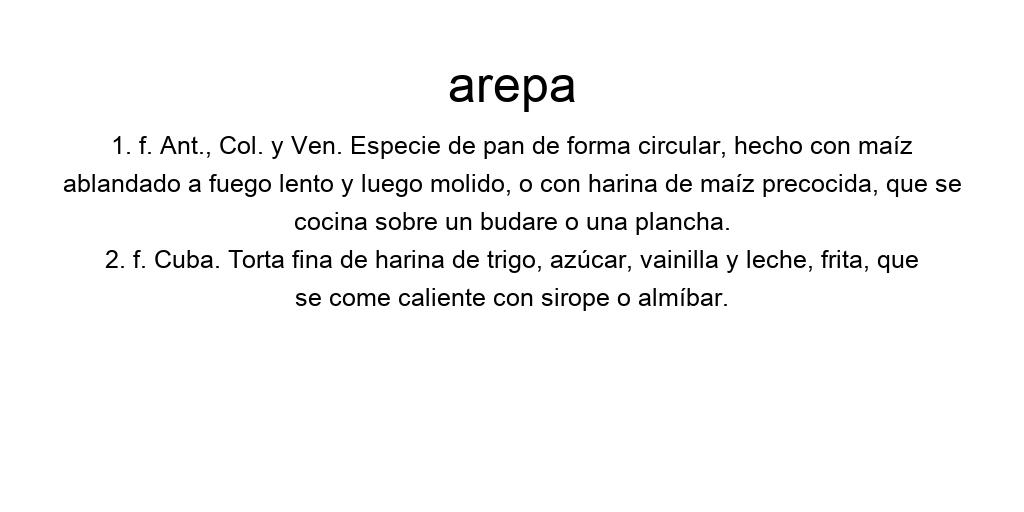 arepa
1. f. Ant., Col. y Ven. Especie de pan de forma circular, hecho con maíz
ablandado a fuego lento y luego molido, o con harina de maíz precocida, que se
cocina sobre un budare o una plancha.
2. f. Cuba. Torta fina de harina de trigo, azúcar, vainilla y leche, frita, que
se come caliente con sirope o almíbar.